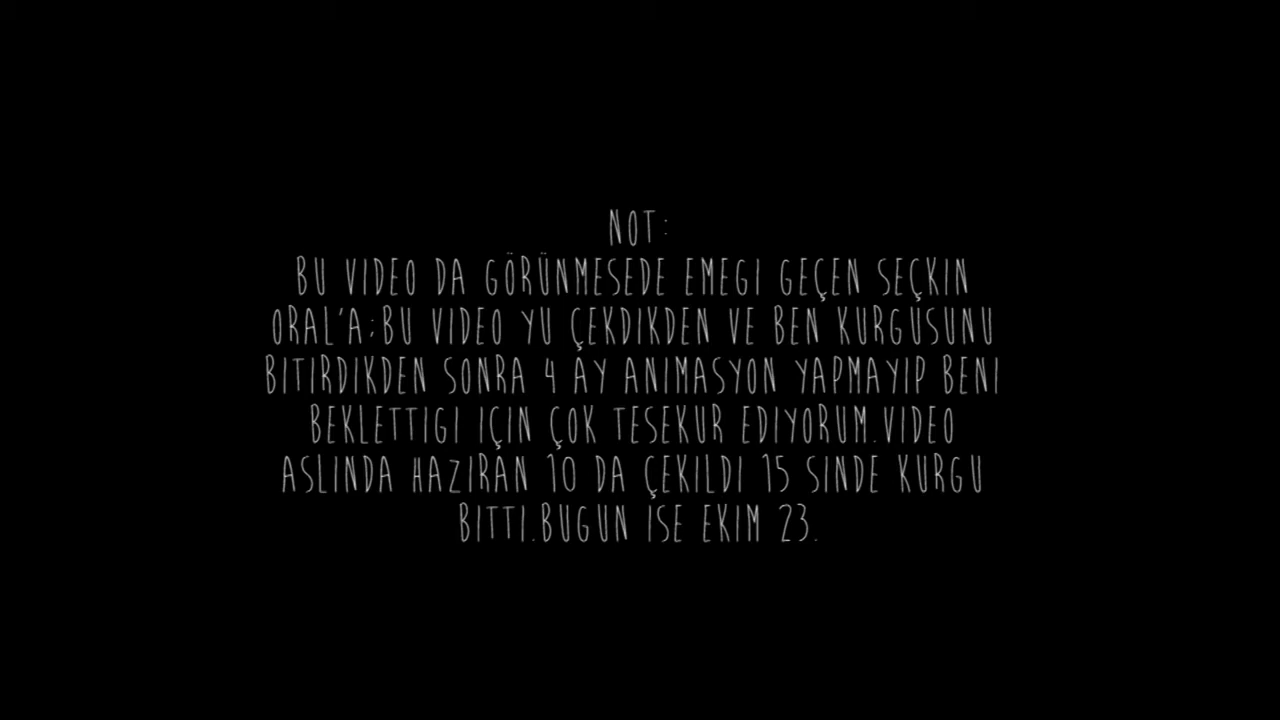 NOT:
BU VIDEO DA GÖRÜNMESEDE EMEGI GEÇEN SEÇKIN
ORAL'A;BU VIDEO YU ÇEKDIKDEN VE BEN KURGUSUNU
BITIRDIKDEN SONRA 4 AY ANIMASYON YAPMAYIP BENI
BEKLETTIGI IÇIN ÇOK TESEKUR EDIYORUM.VIDEO
ASLINDA HAZIRAN 10 DA ÇEKILDI 15 SINDE KURGU
BITTI.BUGUN ISE EKIM 23.